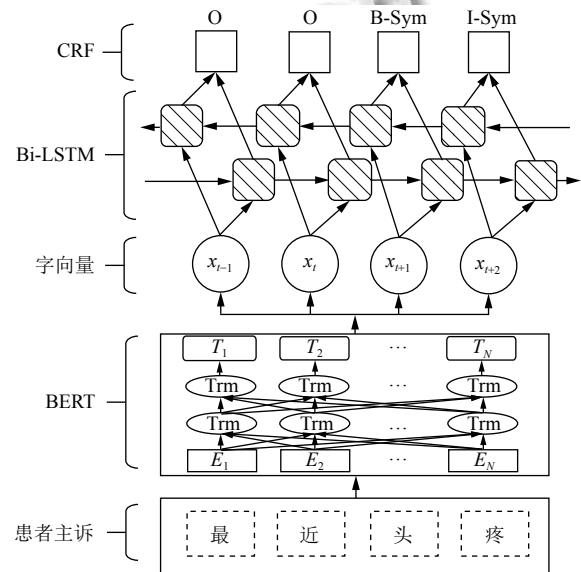 O O B-Sym I-Sym
CRF
Bi-LSTM
字向量 x_{t−1} x_t x_{t+1} x_{t+2}
T_1 T_2 … T_N
BERT
Trm Trm Trm
Trm Trm Trm
E_1 E_2 … E_N
患者主诉 最 近 头 疼